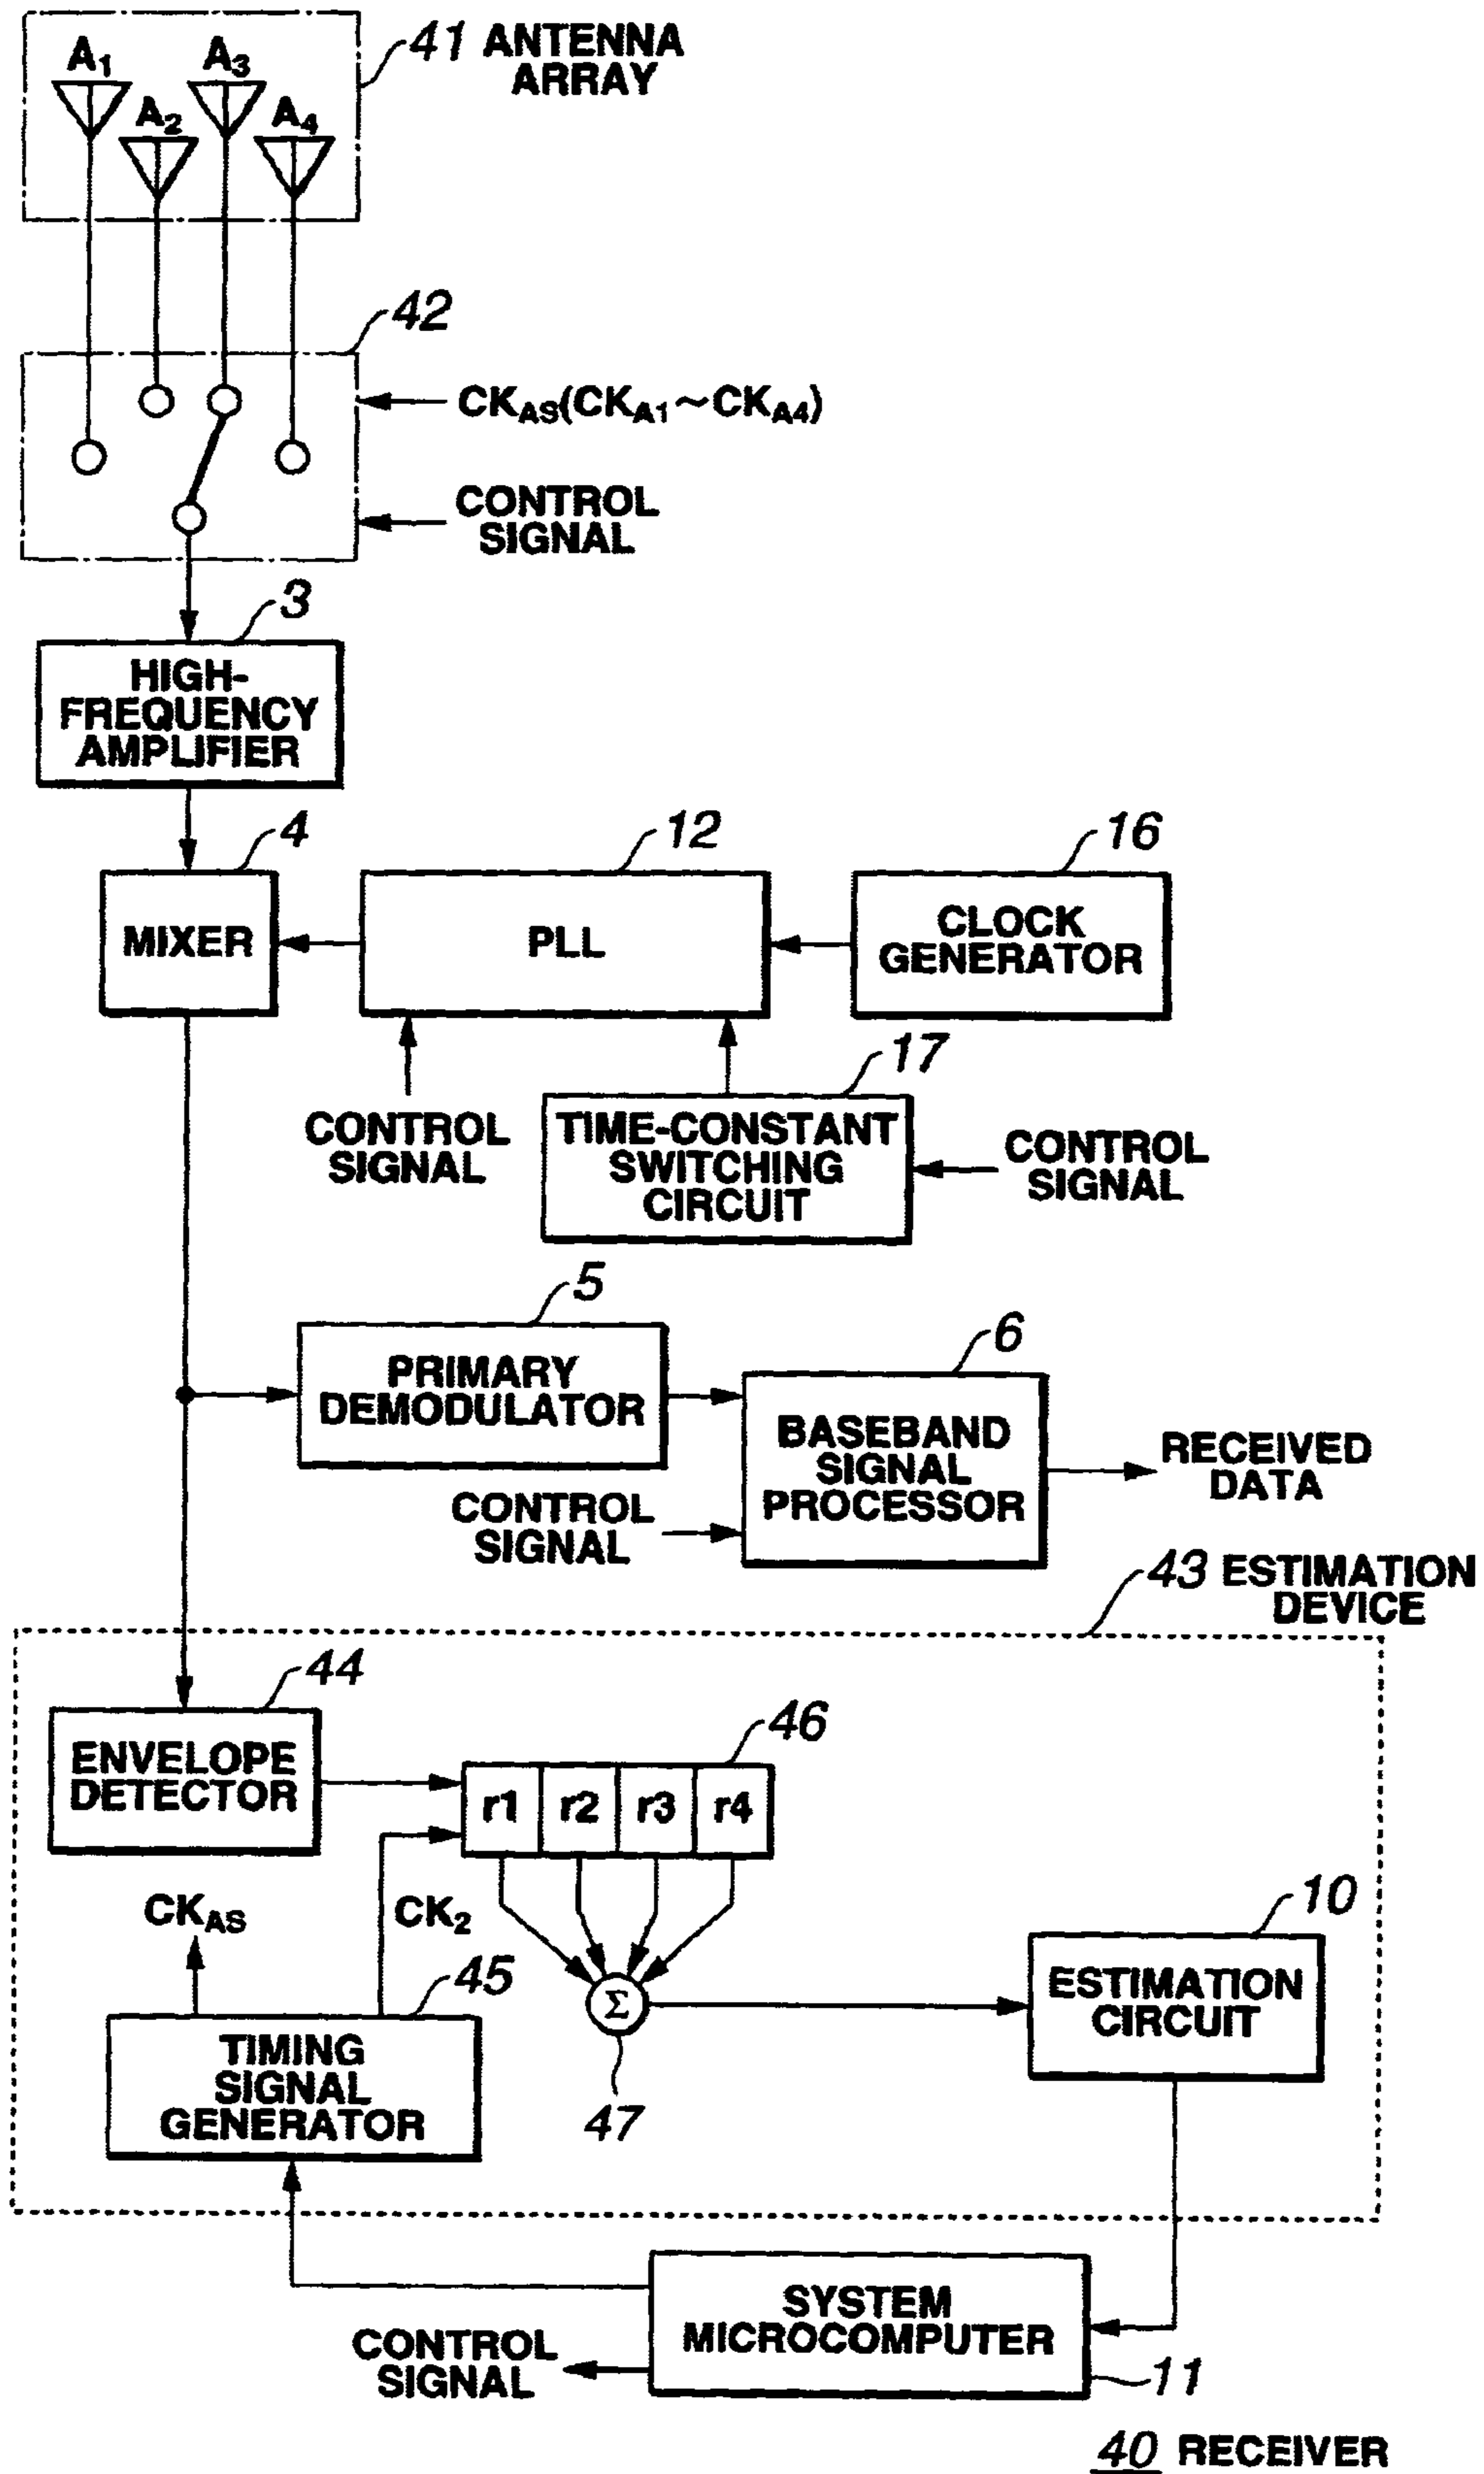 41 ANTENNA
ARRAY
A1
A3
A2
A4
42
CKAS(CKA1~CKA4)
CONTROL
SIGNAL
3
HIGH-
FREQUENCY
AMPLIFIER
4
12
16
MIXER
PLL
CLOCK
GENERATOR
17
CONTROL
SIGNAL
TIME-CONSTANT
SWITCHING
CIRCUIT
CONTROL
SIGNAL
5
PRIMARY
DEMODULATOR
6
BASEBAND
SIGNAL
PROCESSOR
CONTROL
SIGNAL
RECEIVED
DATA
43 ESTIMATION
DEVICE
44
ENVELOPE
DETECTOR
46
r1 r2 r3 r4
CKAS
CK2
10
ESTIMATION
CIRCUIT
45
TIMING
SIGNAL
GENERATOR
Σ
47
SYSTEM
MICROCOMPUTER
CONTROL
SIGNAL
11
40 RECEIVER